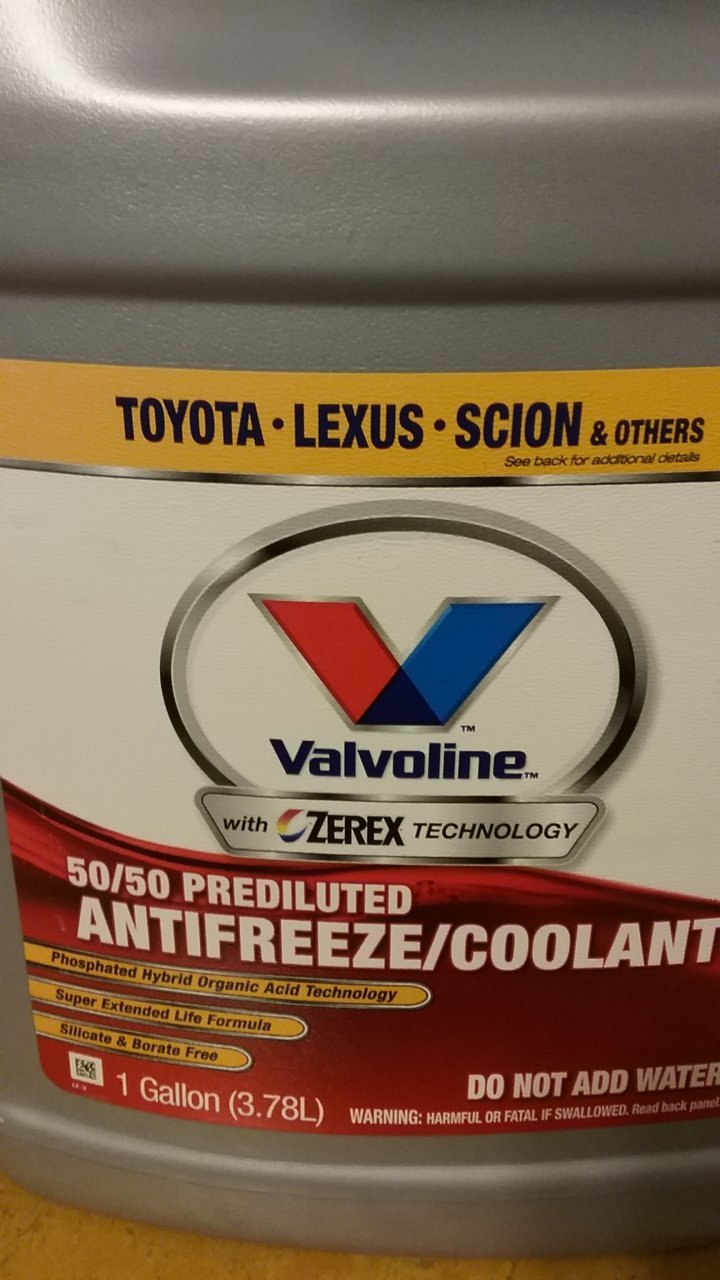 TOYOTA • LEXUS • SCION & OTHERS
See back for additional details
TM
Valvoline™
with ZEREX TECHNOLOGY
50/50 PREDILUTED
ANTIFREEZE/COOLANT
Phosphated Hybrid Organic Acid Technology
Super Extended Life Formula
Silicate & Borate Free
1 Gallon (3.78L)
DO NOT ADD WATER
WARNING: HARMFUL OR FATAL IF SWALLOWED. Read back panel